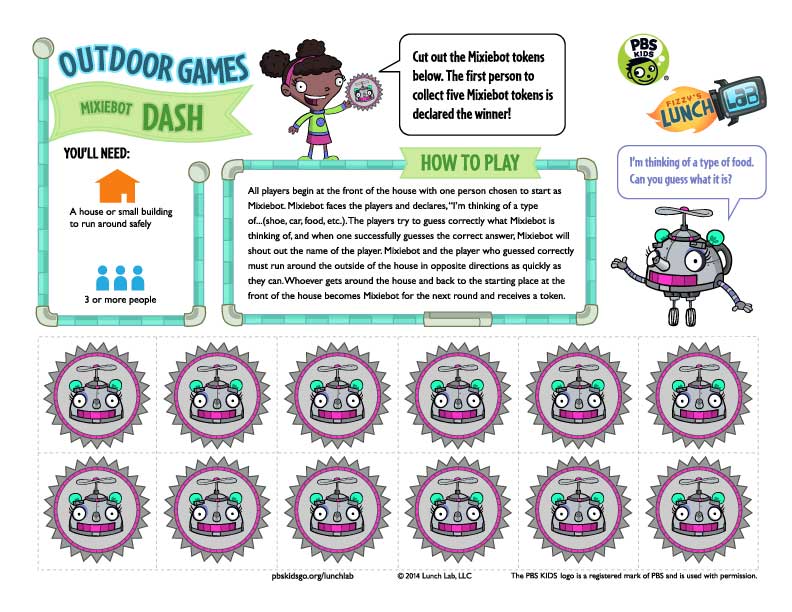 OUTDOOR GAMES
MIXIEBOT DASH
YOU'LL NEED:
A house or small building
to run around safely
3 or more people
Cut out the Mixiebot tokens
below. The first person to
collect five Mixiebot tokens is
declared the winner!
PBS
KIDS
FIZZY'S
LUNCH
LAB
HOW TO PLAY
All players begin at the front of the house with one person chosen to start as
Mixiebot. Mixiebot faces the players and declares, "I'm thinking of a type
of...(shoe, car, food, etc.). The players try to guess correctly what Mixiebot is
thinking of, and when one successfully guesses the correct answer, Mixiebot will
shout out the name of the player. Mixiebot and the player who guessed correctly
must run around the outside of the house in opposite directions as quickly as
they can. Whoever gets around the house and back to the starting place at the
front of the house becomes Mixiebot for the next round and receives a token.
I'm thinking of a type of food.
Can you guess what it is?
pbskidsgo.org/lunchlab
© 2014 Lunch Lab, LLC
The PBS KIDS logo is a registered mark of PBS and is used with permission.